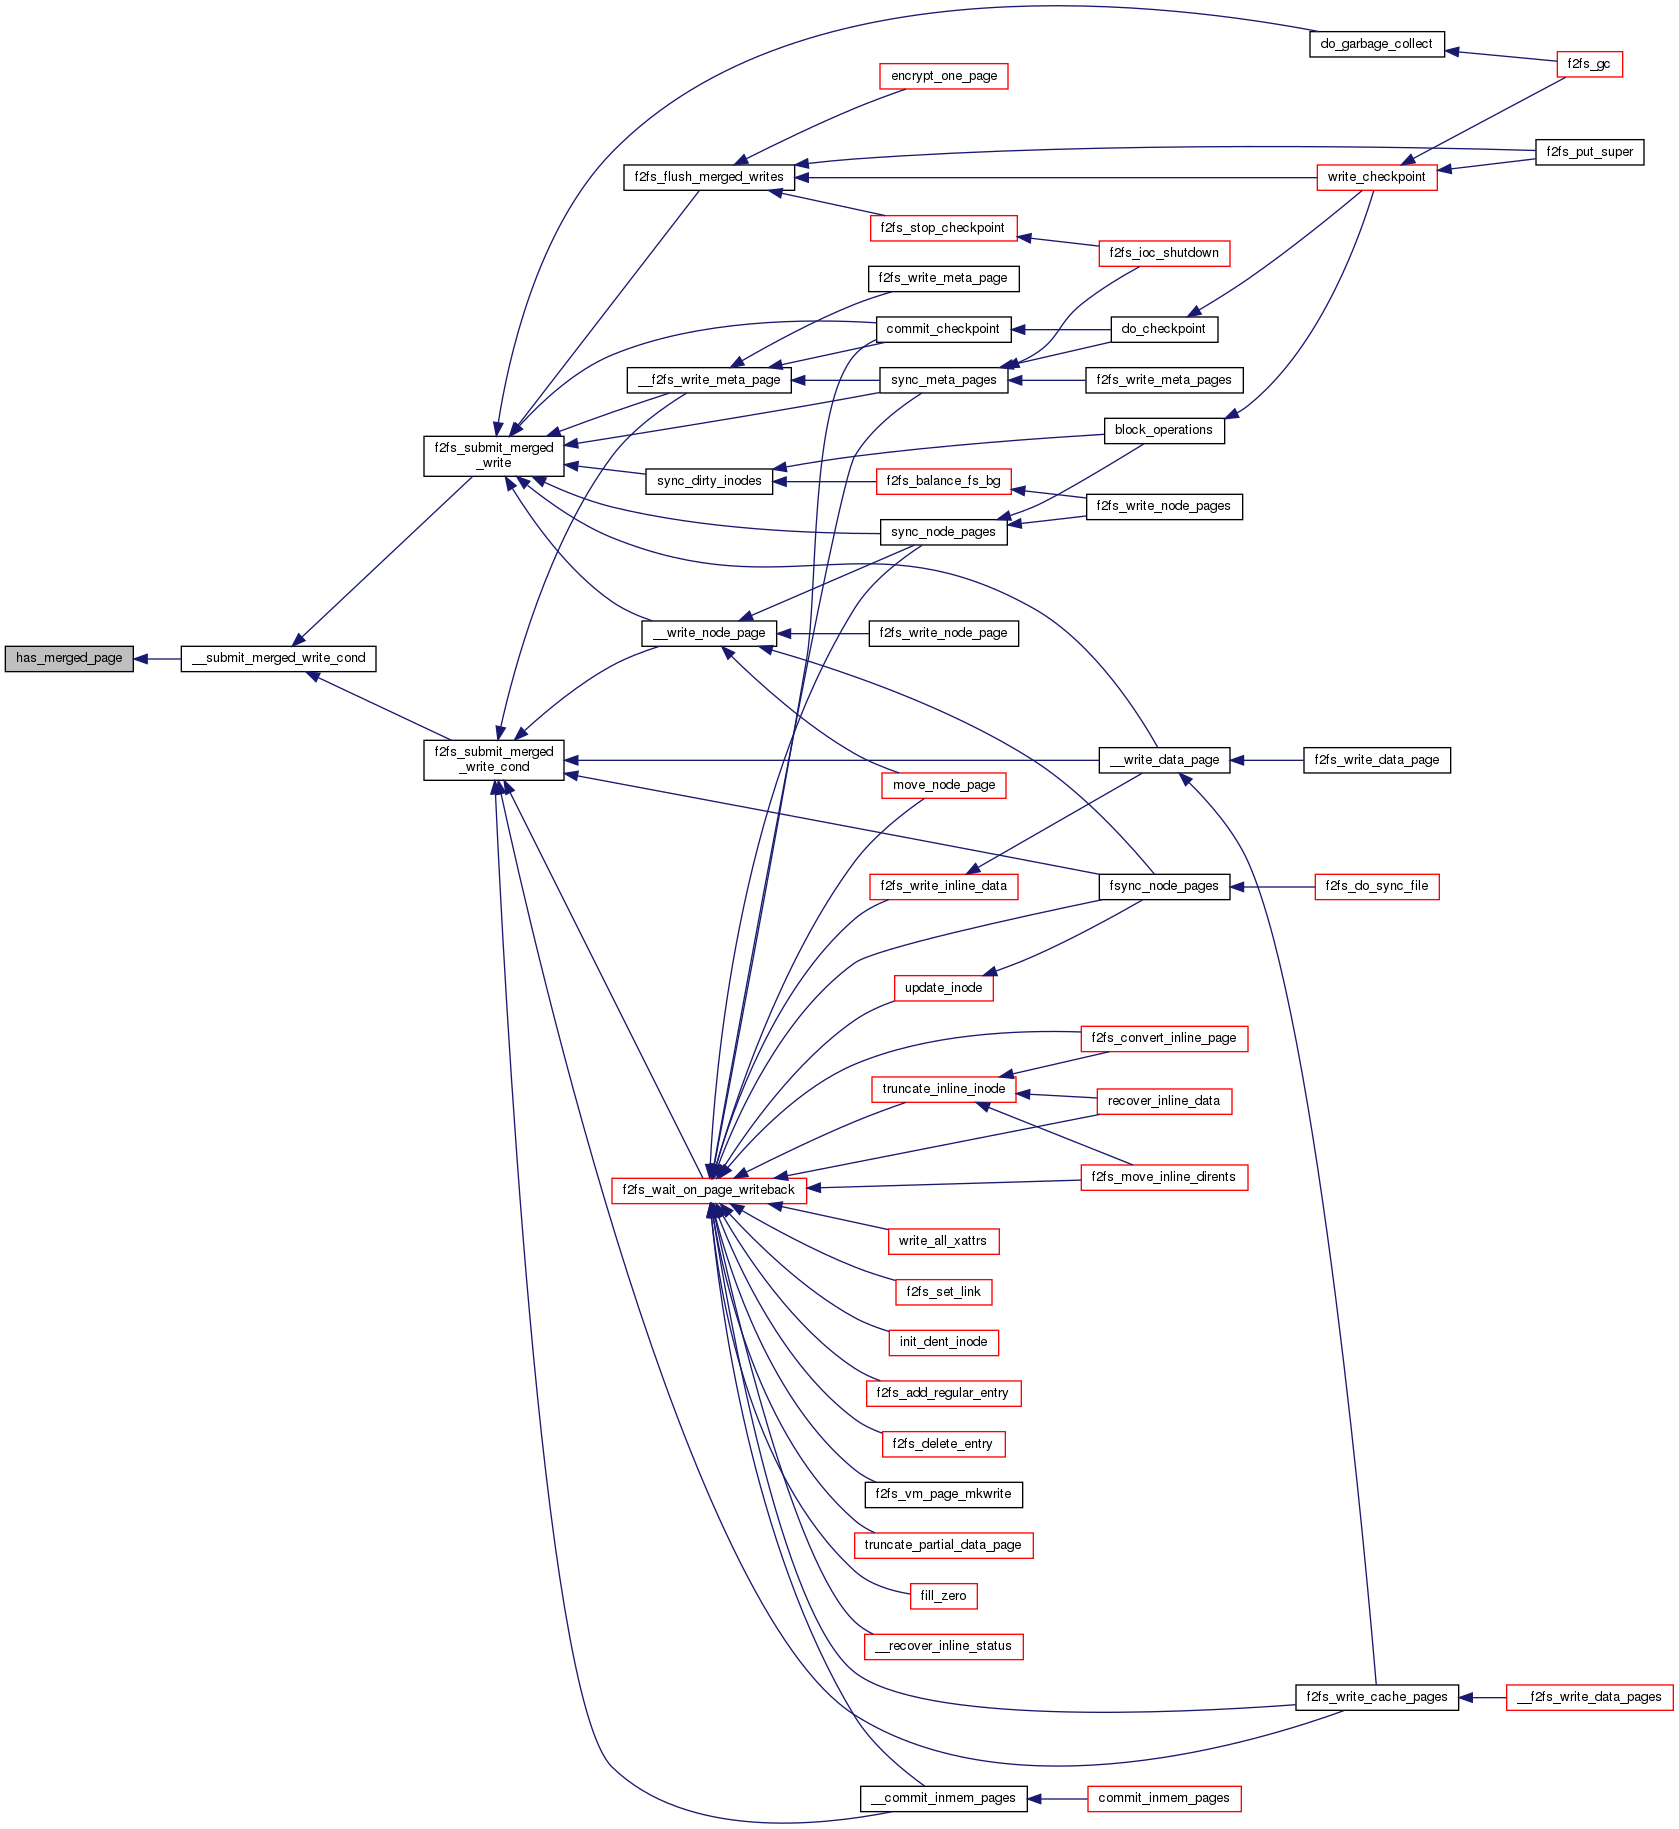 do_garbage_collect
f2fs_gc
encrypt_one_page
f2fs_put_super
f2fs_flush_merged_writes
write_checkpoint
f2fs_stop_checkpoint
f2fs_ioc_shutdown
f2fs_write_meta_page
commit_checkpoint
do_checkpoint
__f2fs_write_meta_page
sync_meta_pages
f2fs_write_meta_pages
block_operations
f2fs_submit_merged
_write
sync_dirty_inodes
f2fs_balance_fs_bg
f2fs_write_node_pages
sync_node_pages
__write_node_page
f2fs_write_node_page
has_merged_page
__submit_merged_write_cond
f2fs_submit_merged
_write_cond
__write_data_page
f2fs_write_data_page
move_node_page
f2fs_write_inline_data
fsync_node_pages
f2fs_do_sync_file
update_inode
f2fs_convert_inline_page
truncate_inline_inode
recover_inline_data
f2fs_move_inline_dirents
f2fs_wait_on_page_writeback
write_all_xattrs
f2fs_set_link
init_dent_inode
f2fs_add_regular_entry
f2fs_delete_entry
f2fs_vm_page_mkwrite
truncate_partial_data_page
fill_zero
__recover_inline_status
f2fs_write_cache_pages
__f2fs_write_data_pages
__commit_inmem_pages
commit_inmem_pages